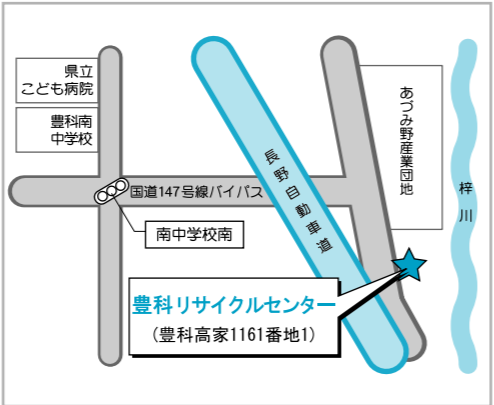 県立
こども病院
豊科南
中学校
国道147号線バイパス
南中学校南
長野自動車道
あづみ野産業団地
梓川
豊科リサイクルセンター
(豊科高家1161番地1)